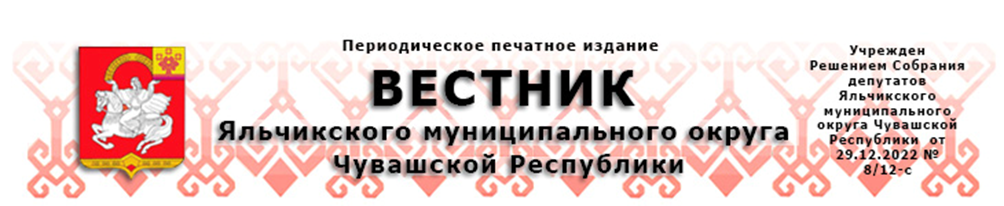 Периодическое печатное издание
ВЕСТНИК
Яльчикского муниципального округа
Чувашской Республики
Учрежден
Решением Собрания
депутатов
Яльчикского
муниципального
округа Чувашской
Республики от
29.12.2022 №
8/12-с